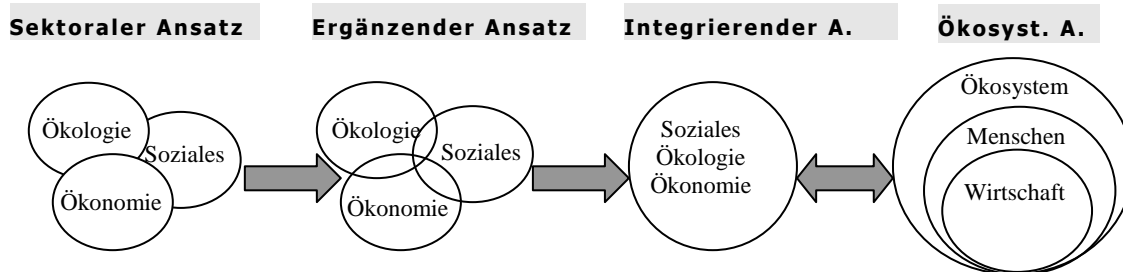 Sektoraler Ansatz
Ergänzender Ansatz
Integrierender A.
Ökosyst. A.
Ökologie
Soziales
Ökonomie
Ökologie
Soziales
Ökonomie
Soziales
Ökologie
Ökonomie
Ökosystem
Menschen
Wirtschaft